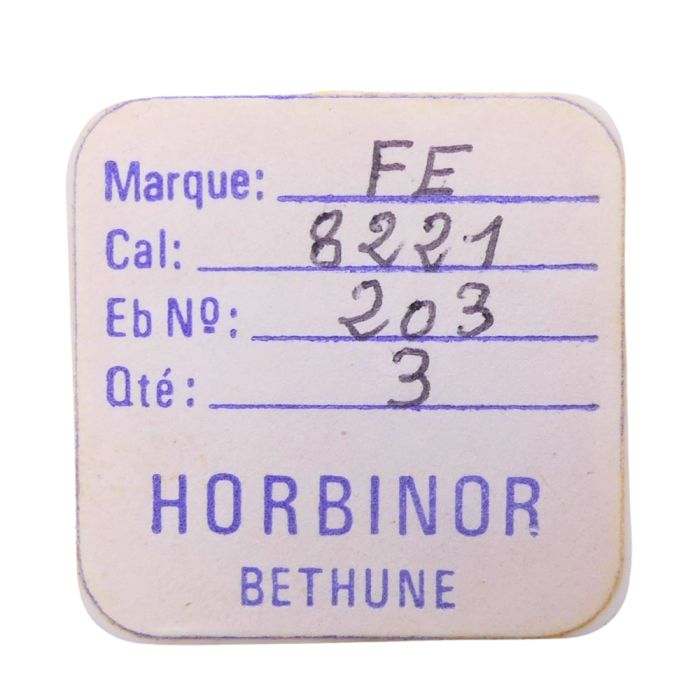 Marque: FE
Cal: 8221
Eb Nº: 203
Qté: 3
HORBINOR
BETHUNE